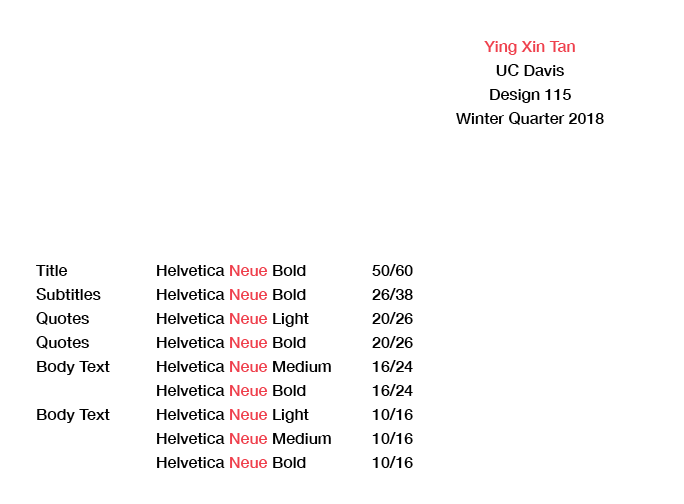 Ying Xin Tan
UC Davis
Design 115
Winter Quarter 2018
Title Helvetica Neue Bold 50/60
Subtitles Helvetica Neue Bold 26/38
Quotes Helvetica Neue Light 20/26
Quotes Helvetica Neue Bold 20/26
Body Text Helvetica Neue Medium 16/24
Helvetica Neue Bold 16/24
Body Text Helvetica Neue Light 10/16
Helvetica Neue Medium 10/16
Helvetica Neue Bold 10/16